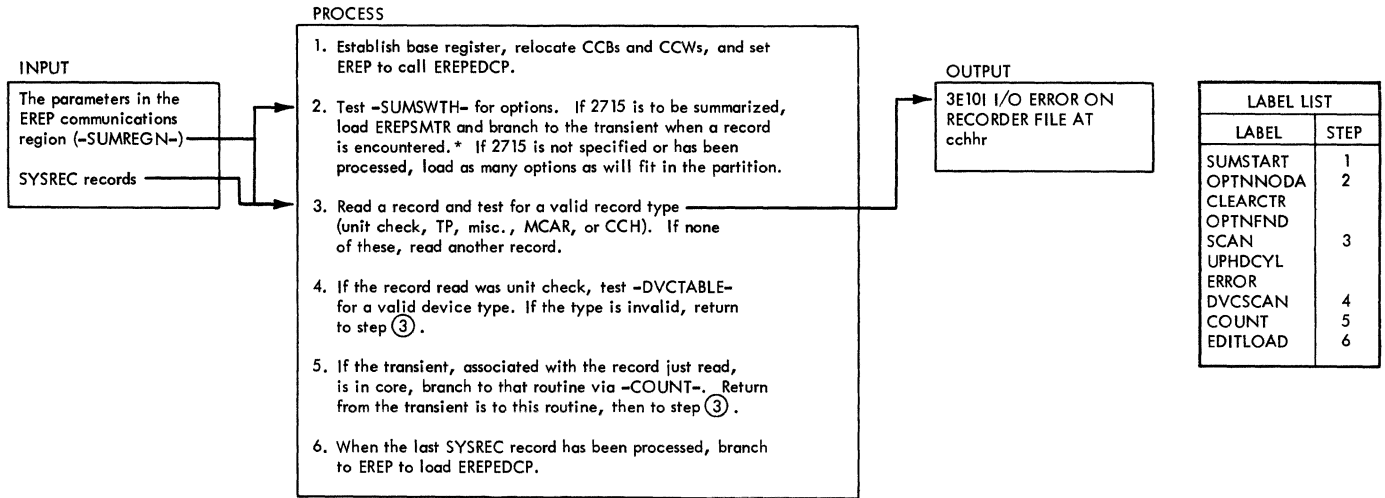 PROCESS
1. Establish base register, relocate CCBs and CCWs, and set
EREP to call EREPEDCP.
INPUT
The parameters in the
EREP communications
region (-SUMREGN-)
SYSREC records
2. Test -SUMSWTH- for options. If 2715 is to be summarized,
load EREPSMTR and branch to the transient when a record
is encountered.* If 2715 is not specified or has been
processed, load as many options as will fit in the partition.
3. Read a record and test for a valid record type
(unit check, TP, misc., MCAR, or CCH). If none
of these, read another record.
4. If the record read was unit check, test -DVCTABLE-
for a valid device type. If the type is invalid, return
to step 3 .
5. If the transient, associated with the record just read,
is in core, branch to that routine via -COUNT-. Return
from the transient is to this routine, then to step 3 .
6. When the last SYSREC record has been processed, branch
to EREP to load EREPEDCP.
OUTPUT
3E10I I/O ERROR ON
RECORDER FILE AT
cchhr
LABEL LIST
LABEL STEP
SUMSTART 1
OPTNNODA 2
CLEARCTR
OPTNFND
SCAN 3
UPHDCYL
ERROR
DVCSCAN 4
COUNT 5
EDITLOAD 6